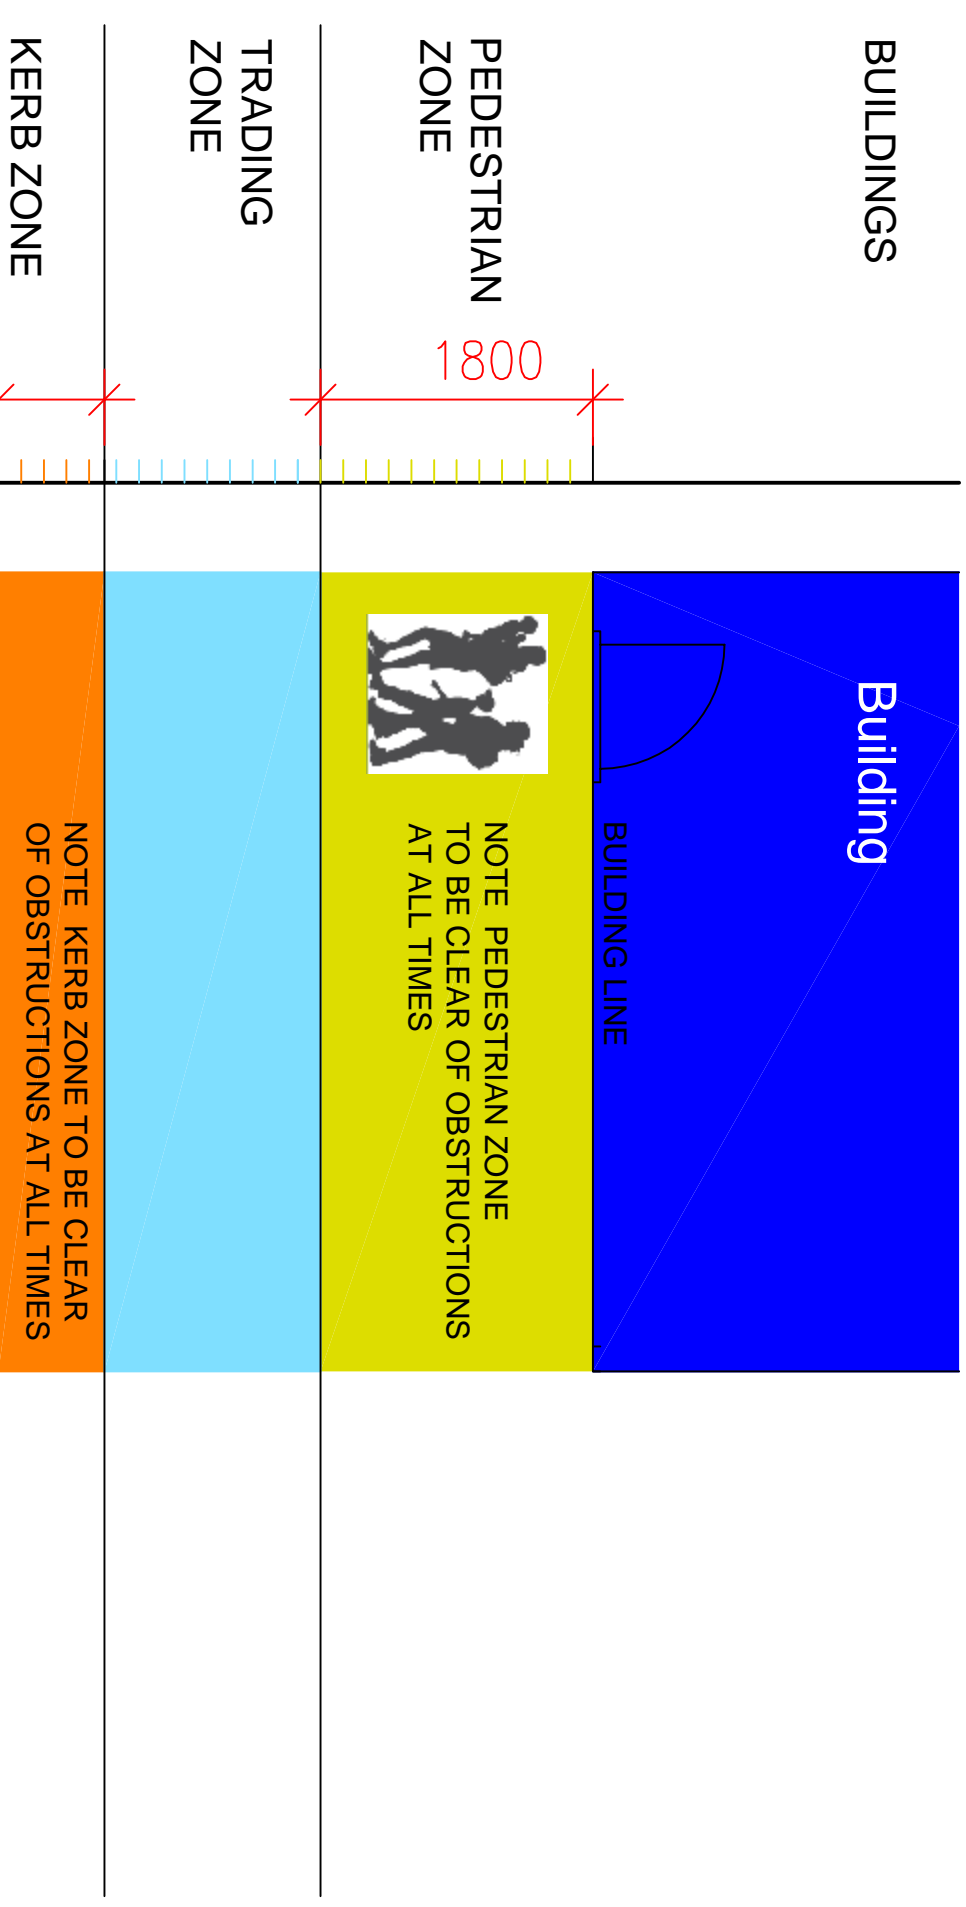 BUILDINGS
PEDESTRIAN
ZONE
TRADING
ZONE
KERB ZONE
1800
Building
BUILDING LINE
NOTE PEDESTRIAN ZONE
TO BE CLEAR OF OBSTRUCTIONS
AT ALL TIMES
NOTE KERB ZONE TO BE CLEAR
OF OBSTRUCTIONS AT ALL TIMES